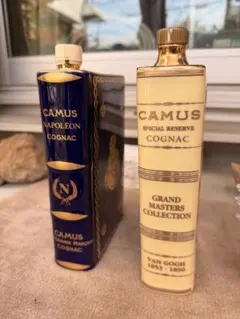 CAMUS
NAPOLÉON
COGNAC
N
CAMUS
COGNAC
CAMUS
SPECIAL RESERVE
COGNAC
GRAND
MASTERS
COLLECTION
VAN GOGH
1853 - 1890